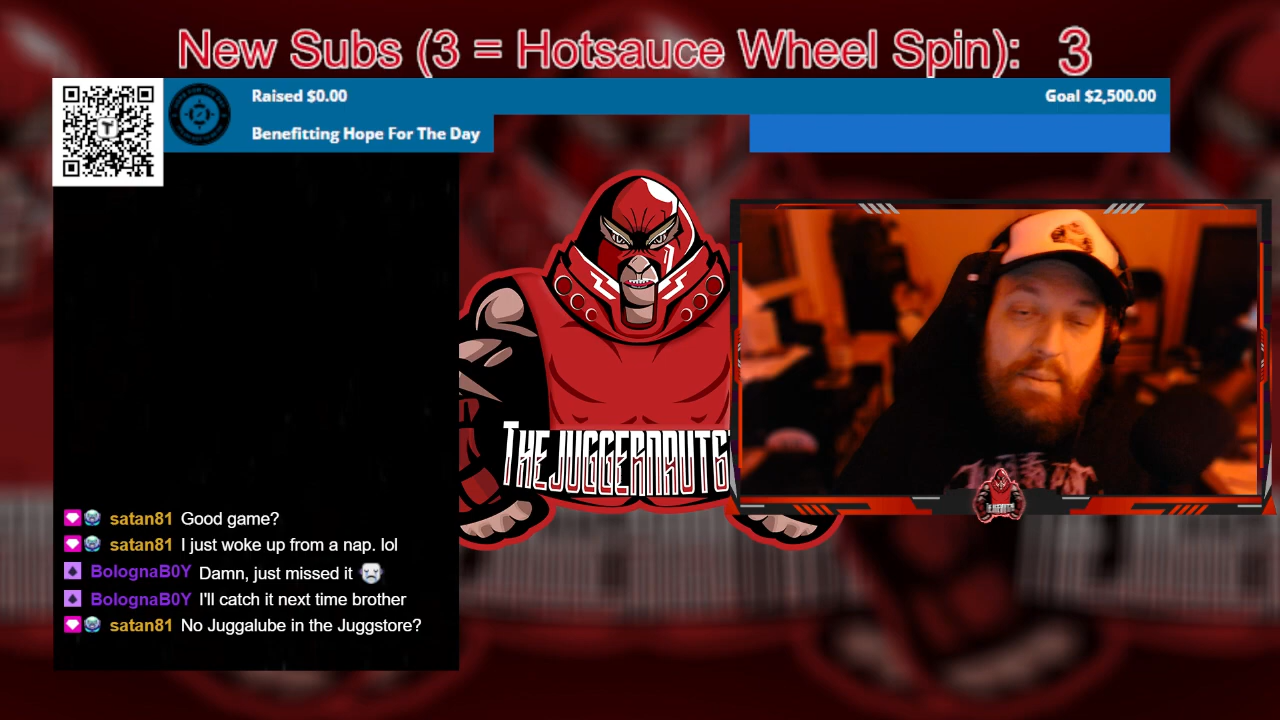 New Subs (3 = Hotsauce Wheel Spin): 3
Raised $0.00
Goal $2,500.00
Benefitting Hope For The Day
THEJUGGERNAUTG
satan81 Good game?
satan81 I just woke up from a nap. lol
BolognaB0Y Damn, just missed it
BolognaB0Y I'll catch it next time brother
satan81 No Juggalube in the Juggstore?